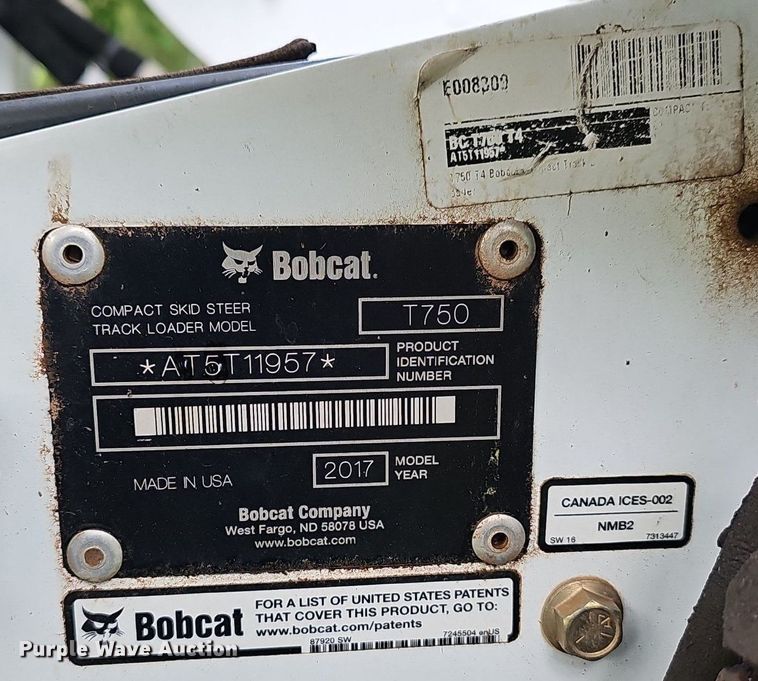 E008309
COMPACT
AT5T11957
T750 T4
Bobcat.
COMPACT SKID STEER
TRACK LOADER MODEL
T750
*AT5T11957*
PRODUCT
IDENTIFICATION
NUMBER
MADE IN USA
2017
MODEL
YEAR
Bobcat Company
West Fargo, ND 58078 USA
www.bobcat.com
CANADA ICES-002
NMB2
SW 16 7313447
Bobcat
FOR A LIST OF UNITED STATES PATENTS
THAT COVER THIS PRODUCT, GO TO:
www.bobcat.com/patents
87920 SW 7245504 enUS
Purple Wave Auction